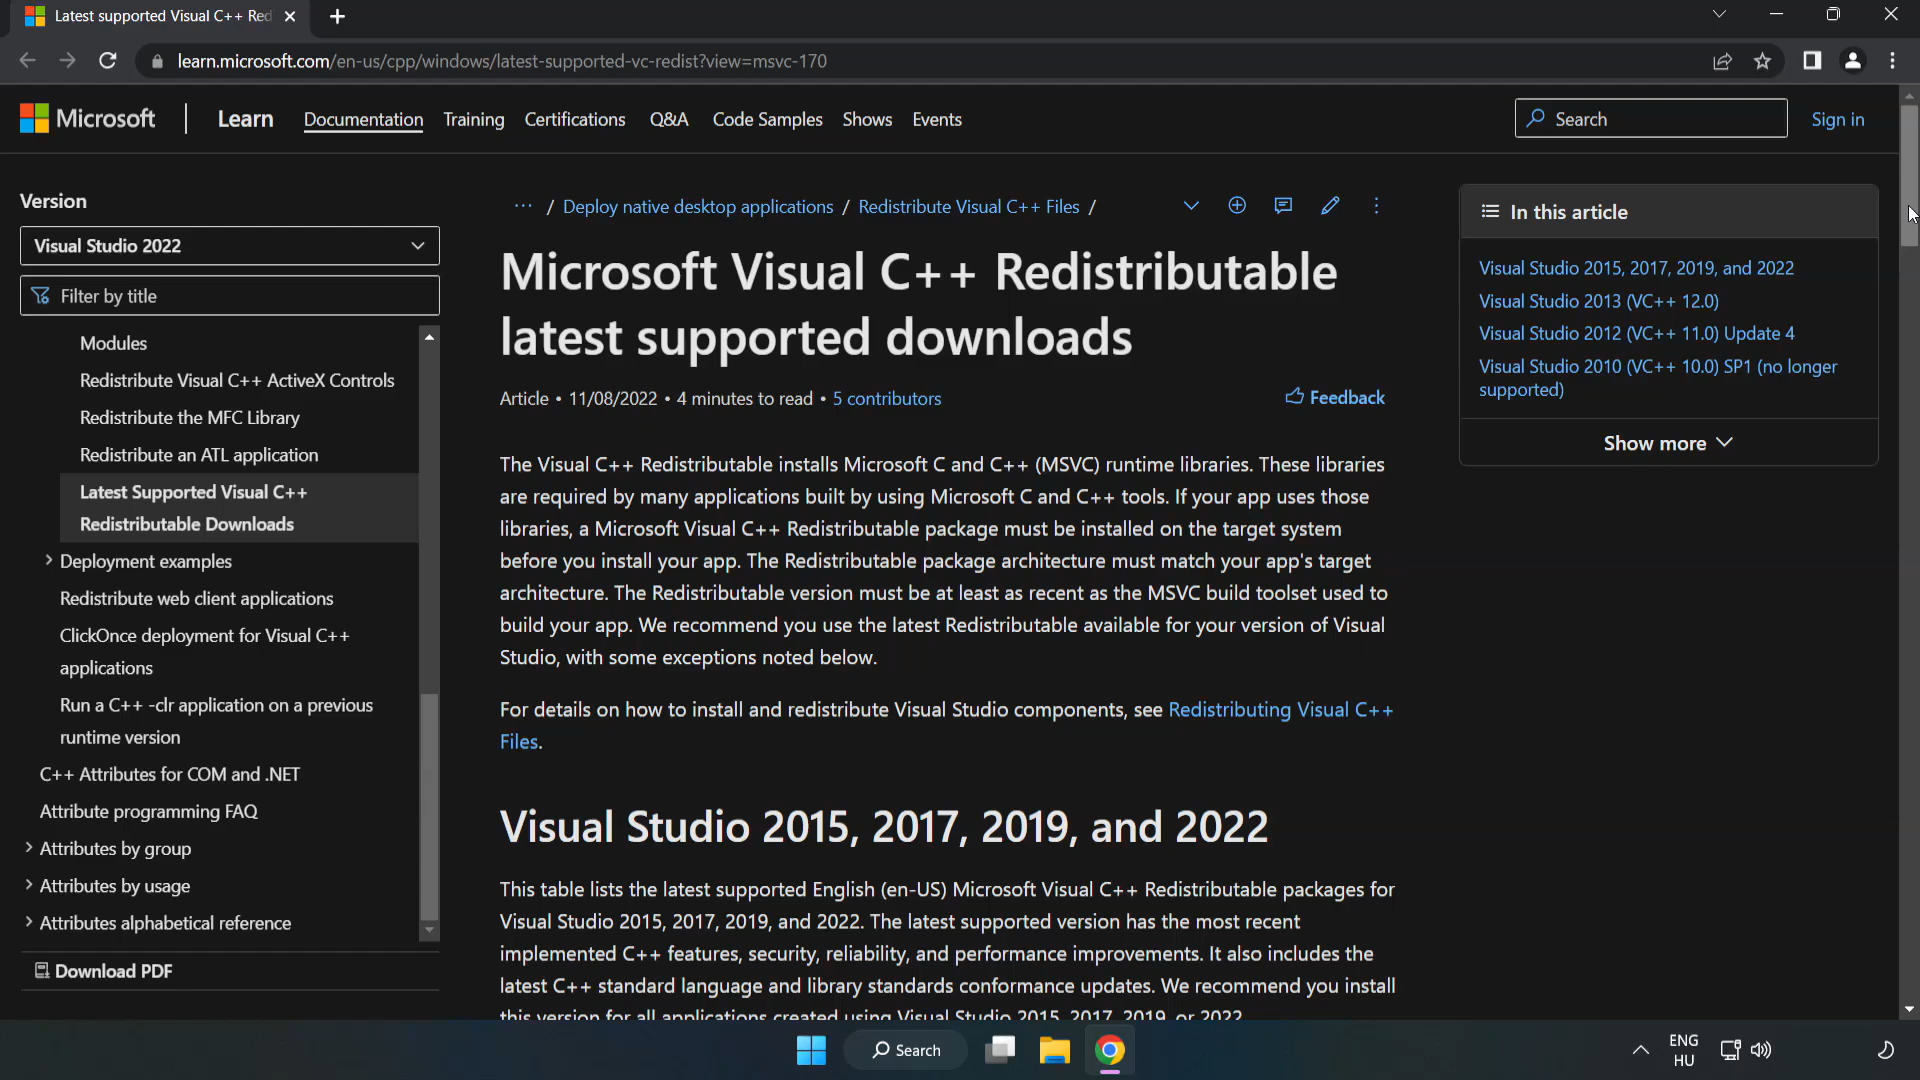 Latest supported Visual C++ Red
learn.microsoft.com/en-us/cpp/windows/latest-supported-vc-redist?view=msvc-170
Microsoft
Learn
Documentation
Training
Certifications
Q&A
Code Samples
Shows
Events
Search
Sign in
Version
Visual Studio 2022
Filter by title
Modules
Redistribute Visual C++ ActiveX Controls
Redistribute the MFC Library
Redistribute an ATL application
Latest Supported Visual C++
Redistributable Downloads
Deployment examples
Redistribute web client applications
ClickOnce deployment for Visual C++
applications
Run a C++ -clr application on a previous
runtime version
C++ Attributes for COM and .NET
Attribute programming FAQ
Attributes by group
Attributes by usage
Attributes alphabetical reference
Download PDF
··· / Deploy native desktop applications / Redistribute Visual C++ Files /
Microsoft Visual C++ Redistributable
latest supported downloads
Article • 11/08/2022 • 4 minutes to read • 5 contributors
Feedback
The Visual C++ Redistributable installs Microsoft C and C++ (MSVC) runtime libraries. These libraries
are required by many applications built by using Microsoft C and C++ tools. If your app uses those
libraries, a Microsoft Visual C++ Redistributable package must be installed on the target system
before you install your app. The Redistributable package architecture must match your app's target
architecture. The Redistributable version must be at least as recent as the MSVC build toolset used to
build your app. We recommend you use the latest Redistributable available for your version of Visual
Studio, with some exceptions noted below.
For details on how to install and redistribute Visual Studio components, see Redistributing Visual C++
Files.
Visual Studio 2015, 2017, 2019, and 2022
This table lists the latest supported English (en-US) Microsoft Visual C++ Redistributable packages for
Visual Studio 2015, 2017, 2019, and 2022. The latest supported version has the most recent
implemented C++ features, security, reliability, and performance improvements. It also includes the
latest C++ standard language and library standards conformance updates. We recommend you install
this version for all applications created using Visual Studio 2015, 2017, 2019, or 2022.
In this article
Visual Studio 2015, 2017, 2019, and 2022
Visual Studio 2013 (VC++ 12.0)
Visual Studio 2012 (VC++ 11.0) Update 4
Visual Studio 2010 (VC++ 10.0) SP1 (no longer
supported)
Show more
Search
ENG
HU